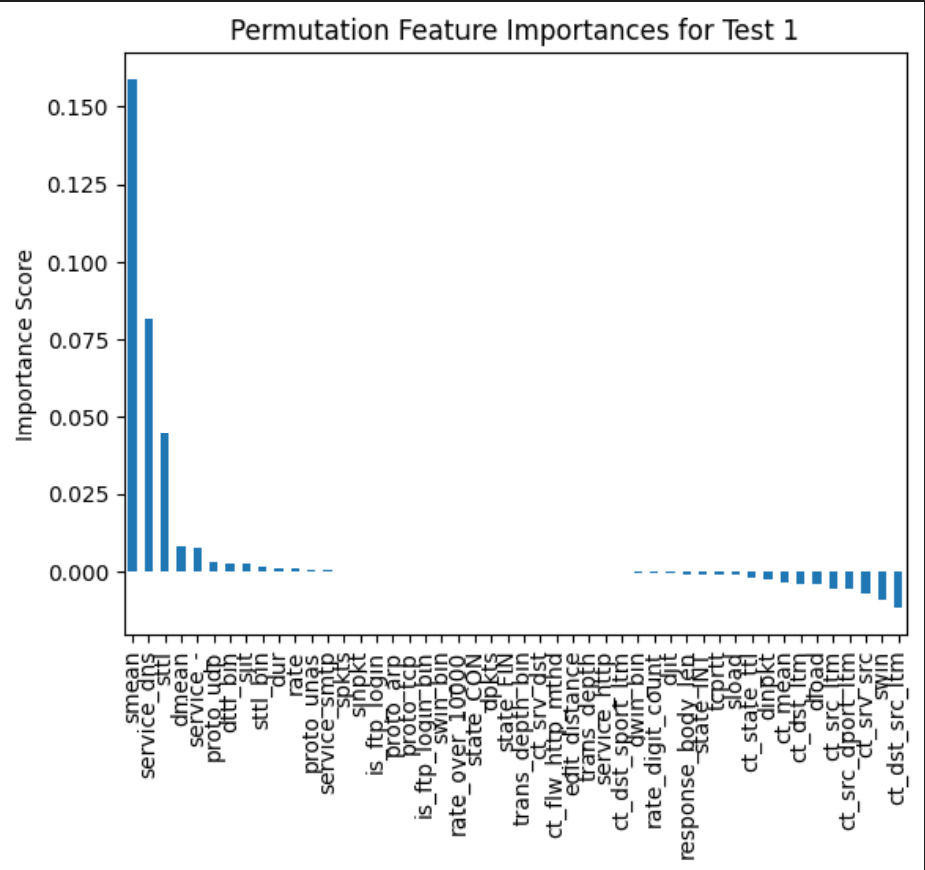 Permutation Feature Importances for Test 1
0.150
0.125
0.100
0.075
0.050
0.025
0.000
Importance Score
smean
service_dns
sttl
dmean
service_-
proto_udp
dttl_bin
sjit
sttl_bin
dur
rate
proto_unas
service_smtp
spkts
sinpkt
is_ftp_login
proto_arp
proto_tcp
is_ftp_login_bin
swin_bin
rate_over_10000
state_CON
dpkts
state_FIN
trans_depth_bin
ct_srv_dst
ct_flw_http_mthd
edit_distance
trans_depth
service_http
ct_dst_sport_ltm
dwin_bin
rate_digit_count
djit
response_body_len
state_INT
tcprtt
sload
ct_state_ttl
dinpkt
ct_mean
ct_dst_ltm
dload
ct_src_ltm
ct_src_dport_ltm
ct_srv_src
swin
ct_dst_src_ltm